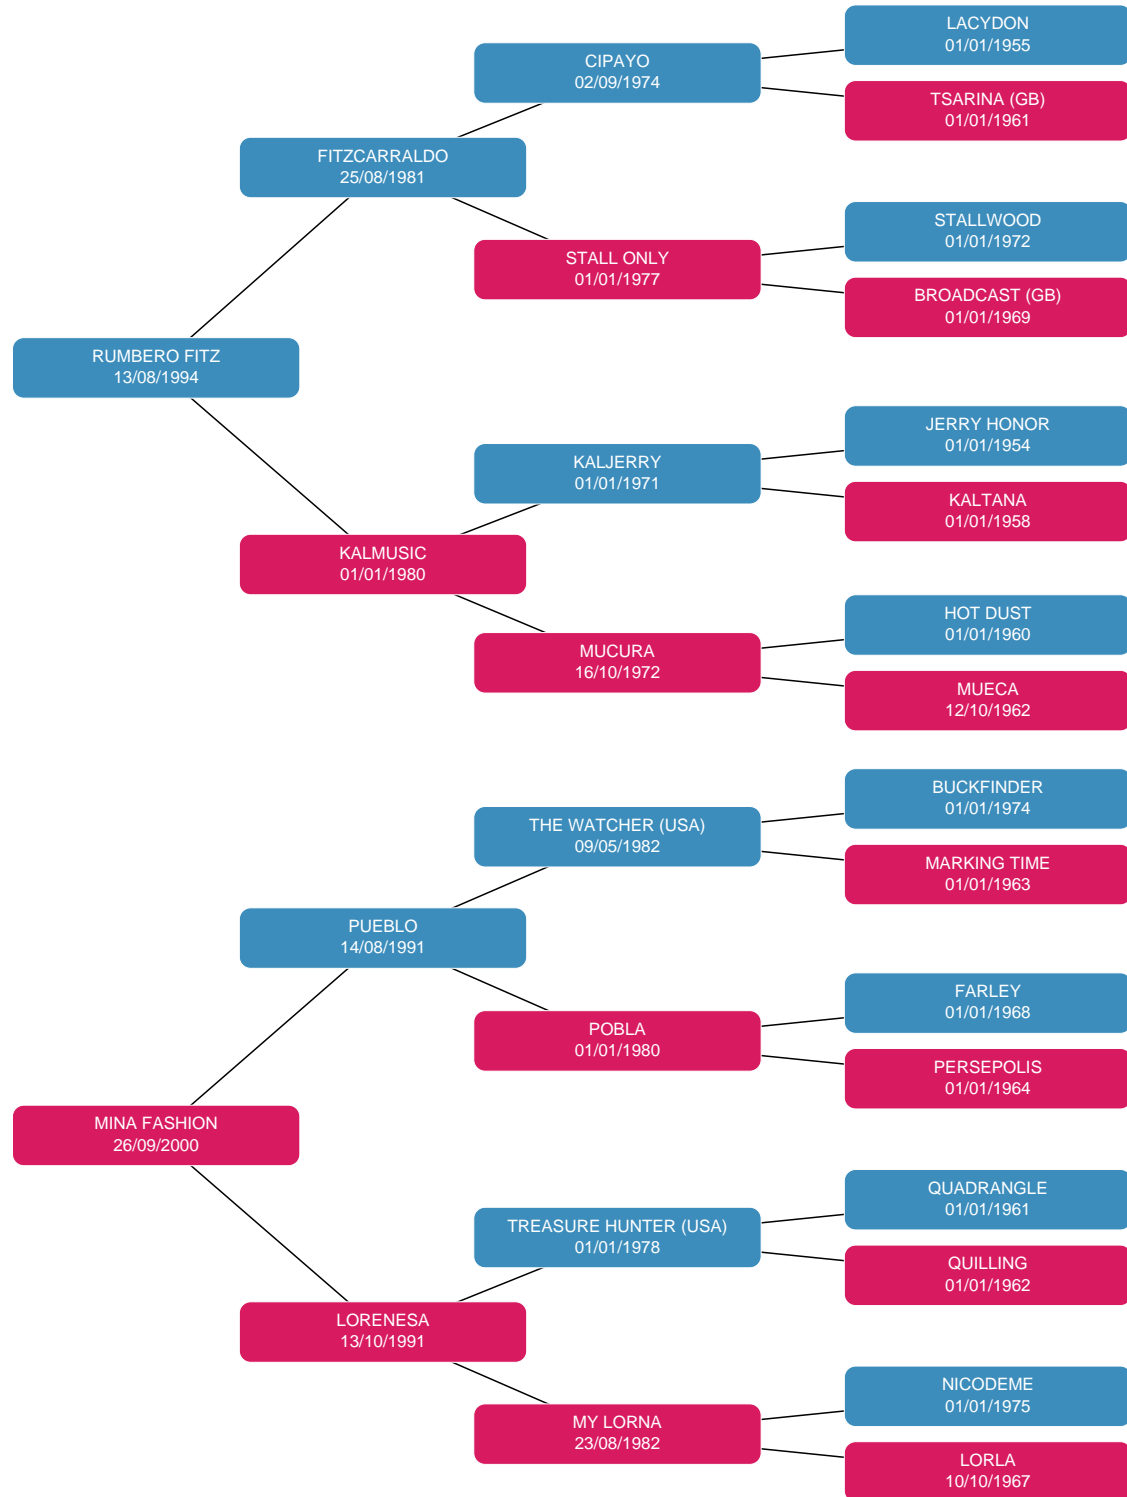 LACYDON
01/01/1955
CIPAYO
02/09/1974
TSARINA (GB)
01/01/1961
FITZCARRALDO
25/08/1981
STALLWOOD
01/01/1972
STALL ONLY
01/01/1977
BROADCAST (GB)
01/01/1969
RUMBERO FITZ
13/08/1994
JERRY HONOR
01/01/1954
KALJERRY
01/01/1971
KALTANA
01/01/1958
KALMUSIC
01/01/1980
HOT DUST
01/01/1960
MUCURA
16/10/1972
MUECA
12/10/1962
BUCKFINDER
01/01/1974
THE WATCHER (USA)
09/05/1982
MARKING TIME
01/01/1963
PUEBLO
14/08/1991
FARLEY
01/01/1968
POBLA
01/01/1980
PERSEPOLIS
01/01/1964
MINA FASHION
26/09/2000
QUADRANGLE
01/01/1961
TREASURE HUNTER (USA)
01/01/1978
QUILLING
01/01/1962
LORENESA
13/10/1991
NICODEME
01/01/1975
MY LORNA
23/08/1982
LORLA
10/10/1967